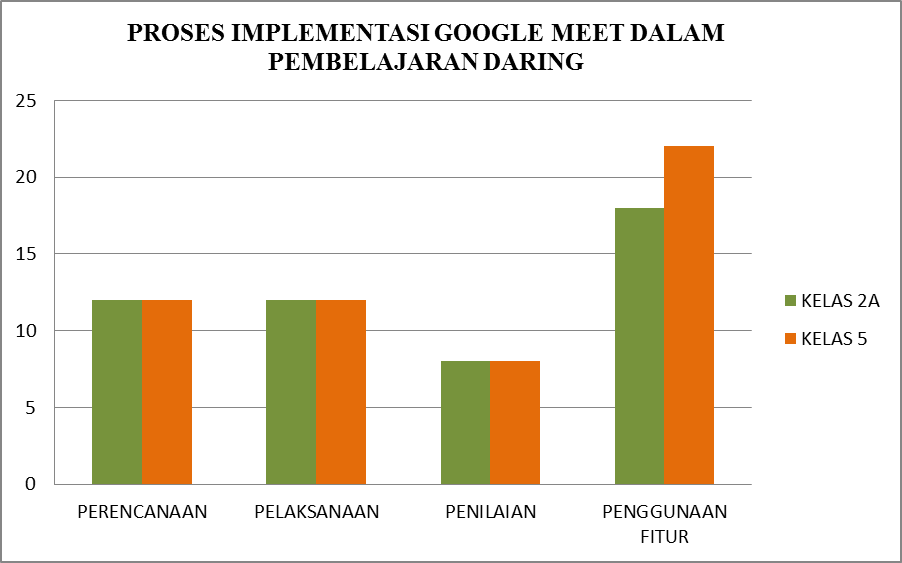 PROSES IMPLEMENTASI GOOGLE MEET DALAM
PEMBELAJARAN DARING
25
20
15
10
5
0
PERENCANAAN
PELAKSANAAN
PENILAIAN
PENGGUNAAN
FITUR
KELAS 2A
KELAS 5